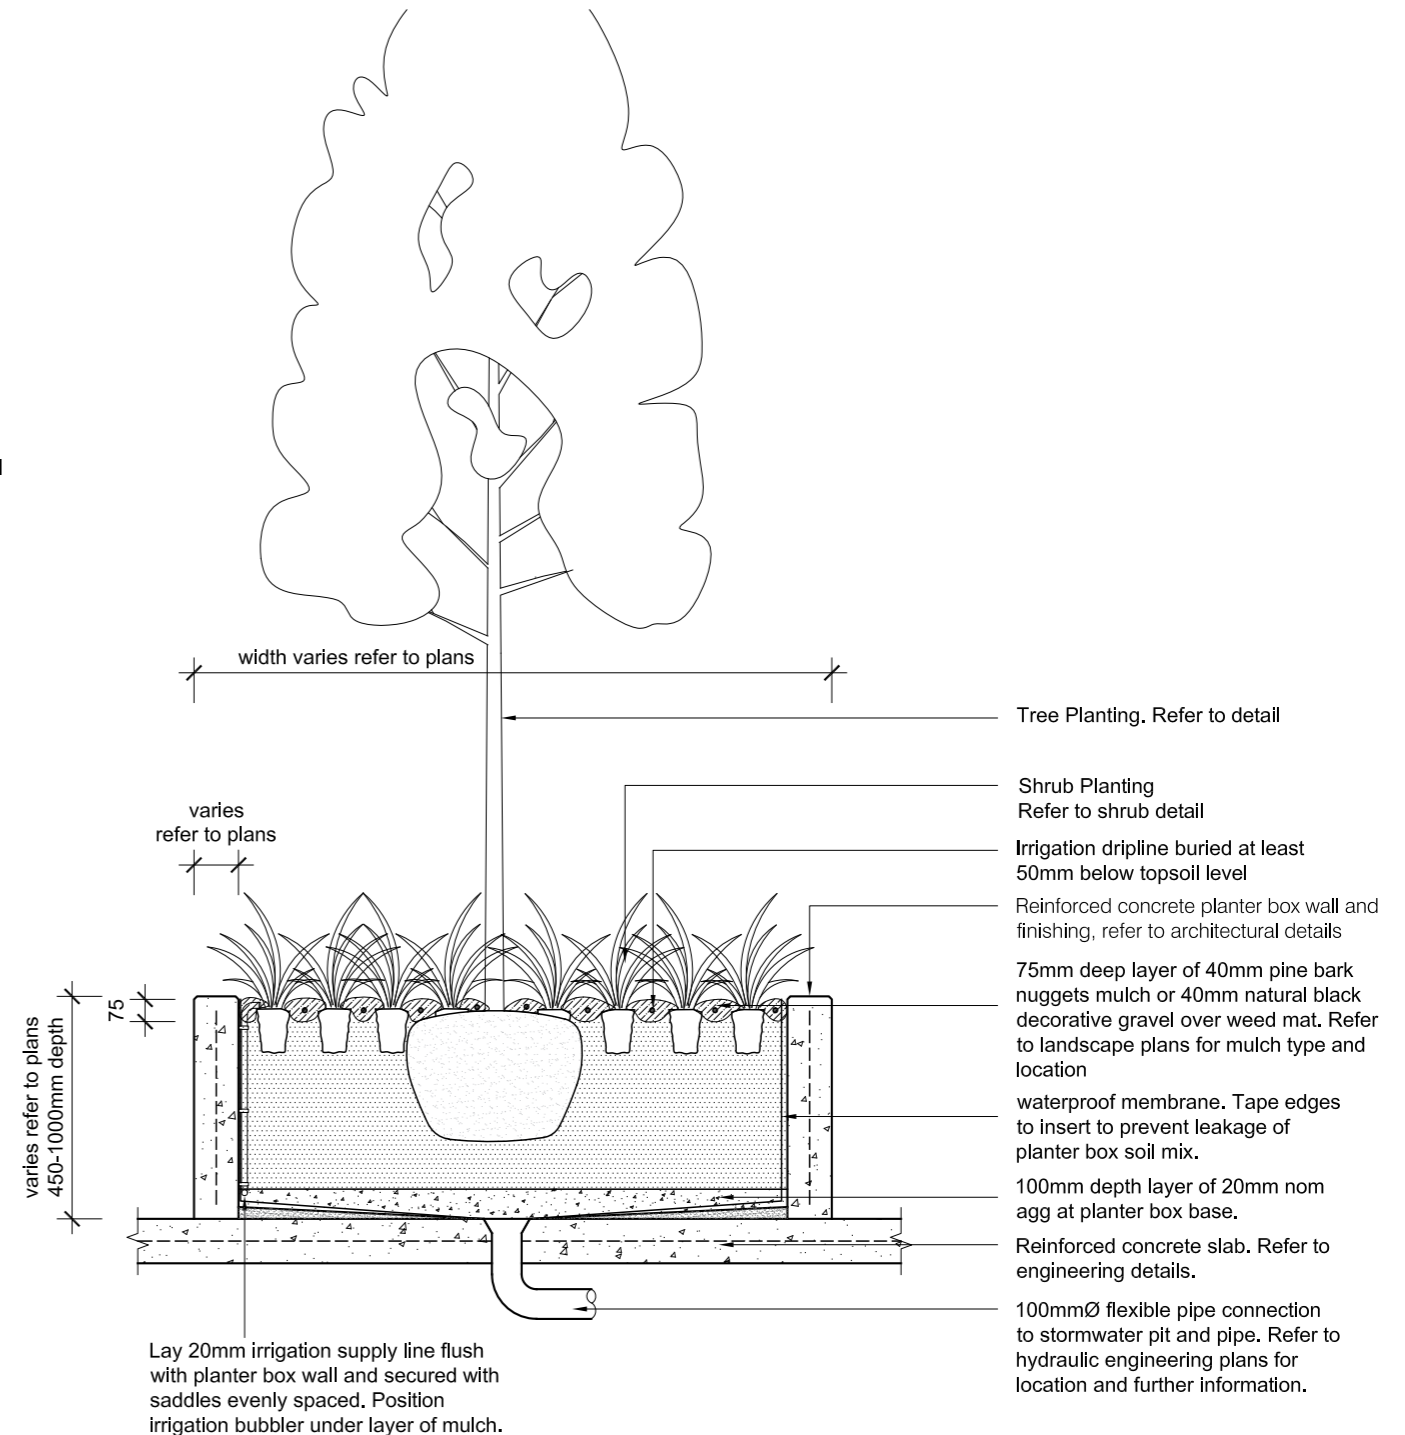 width varies refer to plans
Tree Planting. Refer to detail
Shrub Planting
Refer to shrub detail
varies
refer to plans
Irrigation dripline buried at least
50mm below topsoil level
Reinforced concrete planter box wall and
finishing, refer to architectural details
75mm deep layer of 40mm pine bark
nuggets mulch or 40mm natural black
decorative gravel over weed mat. Refer
to landscape plans for mulch type and
location
75
varies refer to plans
450-1000mm depth
waterproof membrane. Tape edges
to insert to prevent leakage of
planter box soil mix.
100mm depth layer of 20mm nom
agg at planter box base.
Reinforced concrete slab. Refer to
engineering details.
100mmØ flexible pipe connection
to stormwater pit and pipe. Refer to
hydraulic engineering plans for
location and further information.
Lay 20mm irrigation supply line flush
with planter box wall and secured with
saddles evenly spaced. Position
irrigation bubbler under layer of mulch.